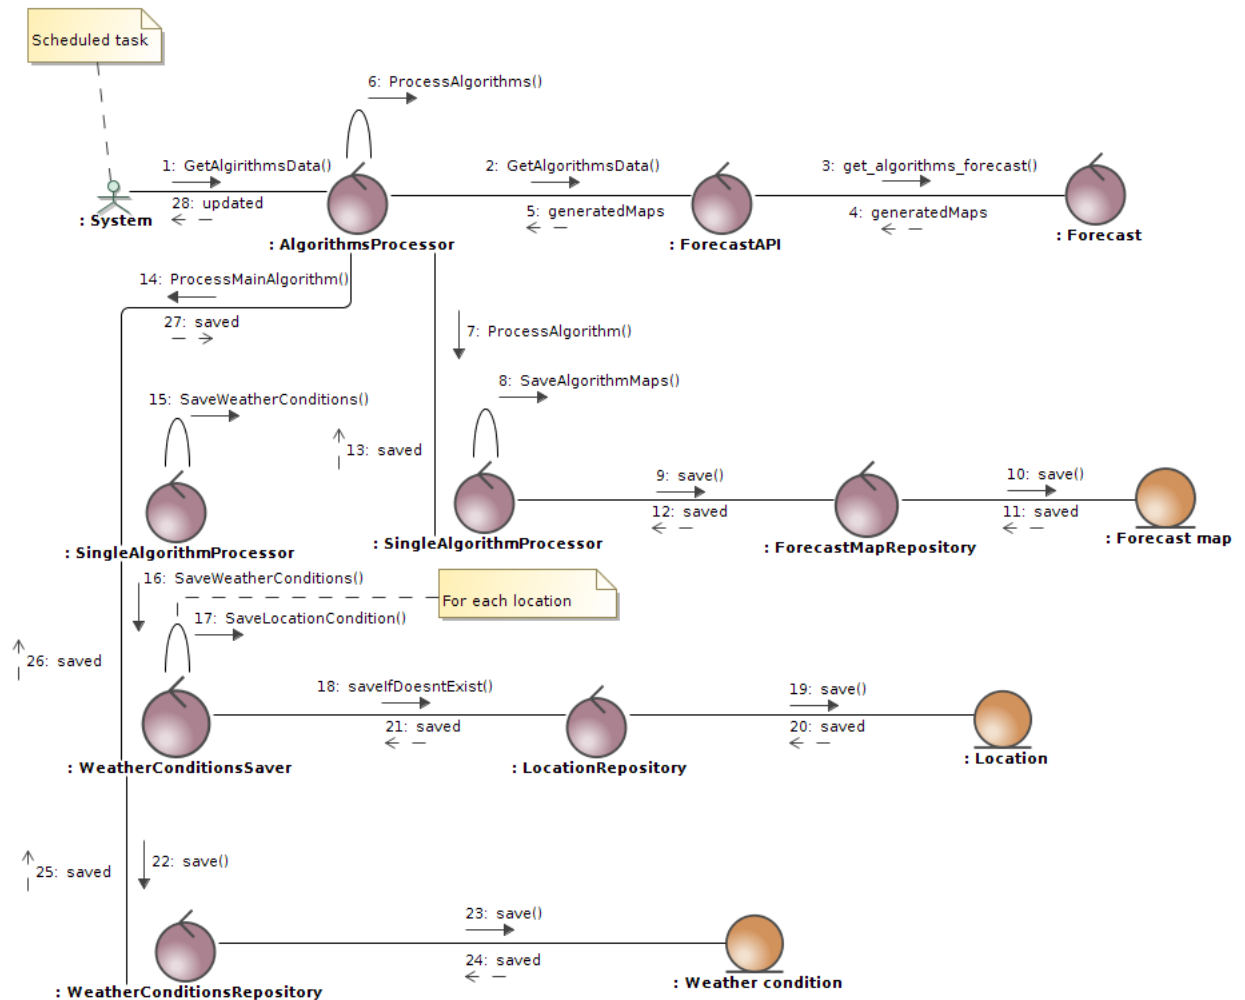 Scheduled task
6: ProcessAlgorithms()
1: GetAlgirithmsData()
2: GetAlgorithmsData()
3: get_algorithms_forecast()
28: updated
5: generatedMaps
4: generatedMaps
: System
: AlgorithmsProcessor
: ForecastAPI
: Forecast
14: ProcessMainAlgorithm()
27: saved
7: ProcessAlgorithm()
8: SaveAlgorithmMaps()
15: SaveWeatherConditions()
13: saved
9: save()
10: save()
12: saved
11: saved
: SingleAlgorithmProcessor
: SingleAlgorithmProcessor
: ForecastMapRepository
: Forecast map
16: SaveWeatherConditions()
For each location
17: SaveLocationCondition()
26: saved
18: saveIfDoesntExist()
19: save()
21: saved
20: saved
: WeatherConditionsSaver
: LocationRepository
: Location
22: save()
25: saved
23: save()
24: saved
: WeatherConditionsRepository
: Weather condition